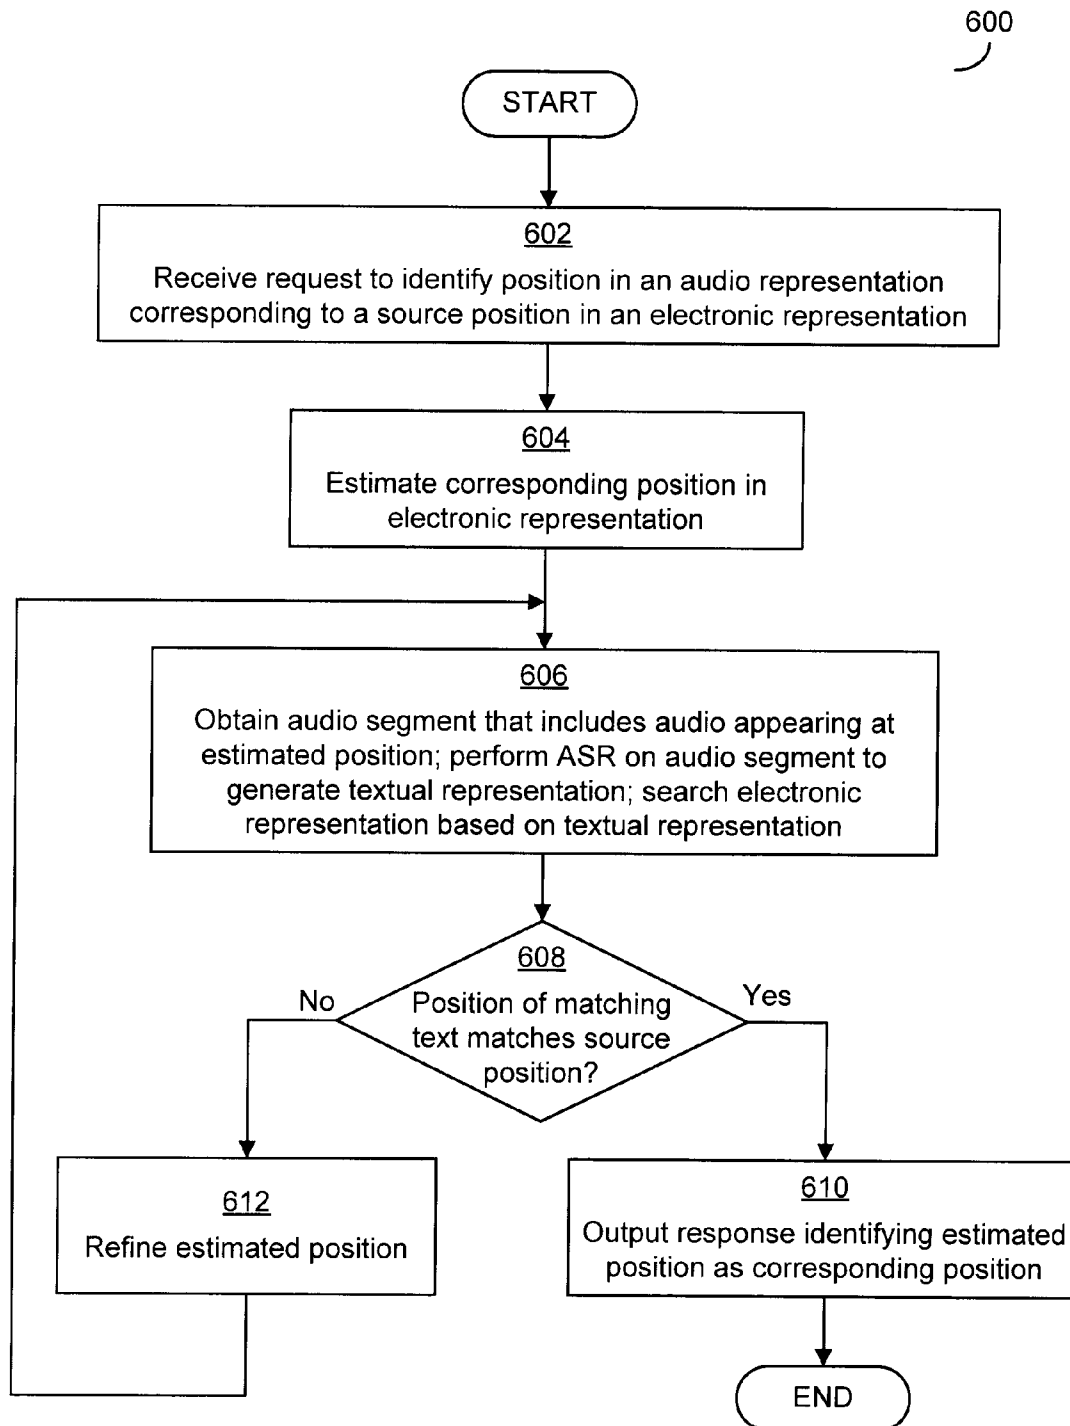 600
START
602
Receive request to identify position in an audio representation
corresponding to a source position in an electronic representation
604
Estimate corresponding position in
electronic representation
606
Obtain audio segment that includes audio appearing at
estimated position; perform ASR on audio segment to
generate textual representation; search electronic
representation based on textual representation
608
Position of matching
text matches source
position?
No
Yes
612
Refine estimated position
610
Output response identifying estimated
position as corresponding position
END